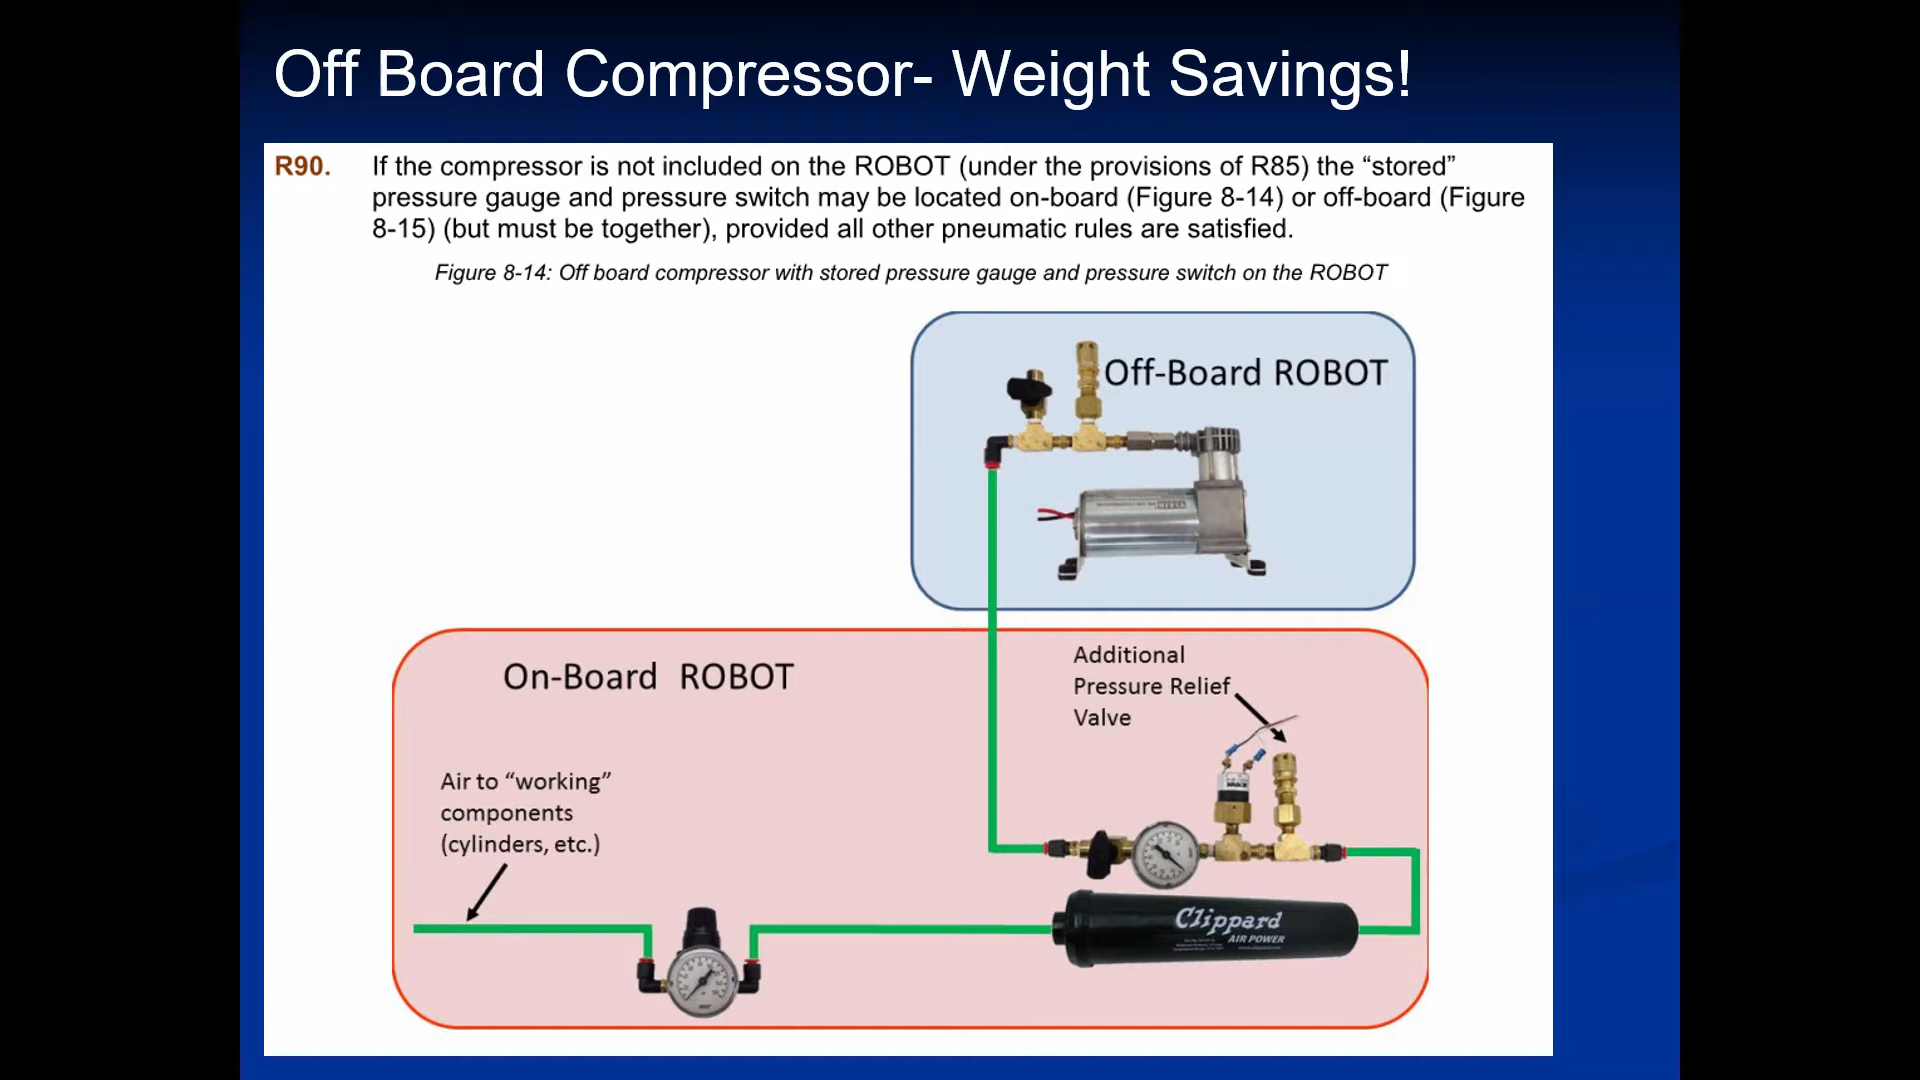 Off Board Compressor- Weight Savings!
R90. If the compressor is not included on the ROBOT (under the provisions of R85) the “stored”
pressure gauge and pressure switch may be located on-board (Figure 8-14) or off-board (Figure
8-15) (but must be together), provided all other pneumatic rules are satisfied.
Figure 8-14: Off board compressor with stored pressure gauge and pressure switch on the ROBOT
Off-Board ROBOT
On-Board ROBOT
Additional
Pressure Relief
Valve
Air to “working”
components
(cylinders, etc.)
Clippard
AIR POWER